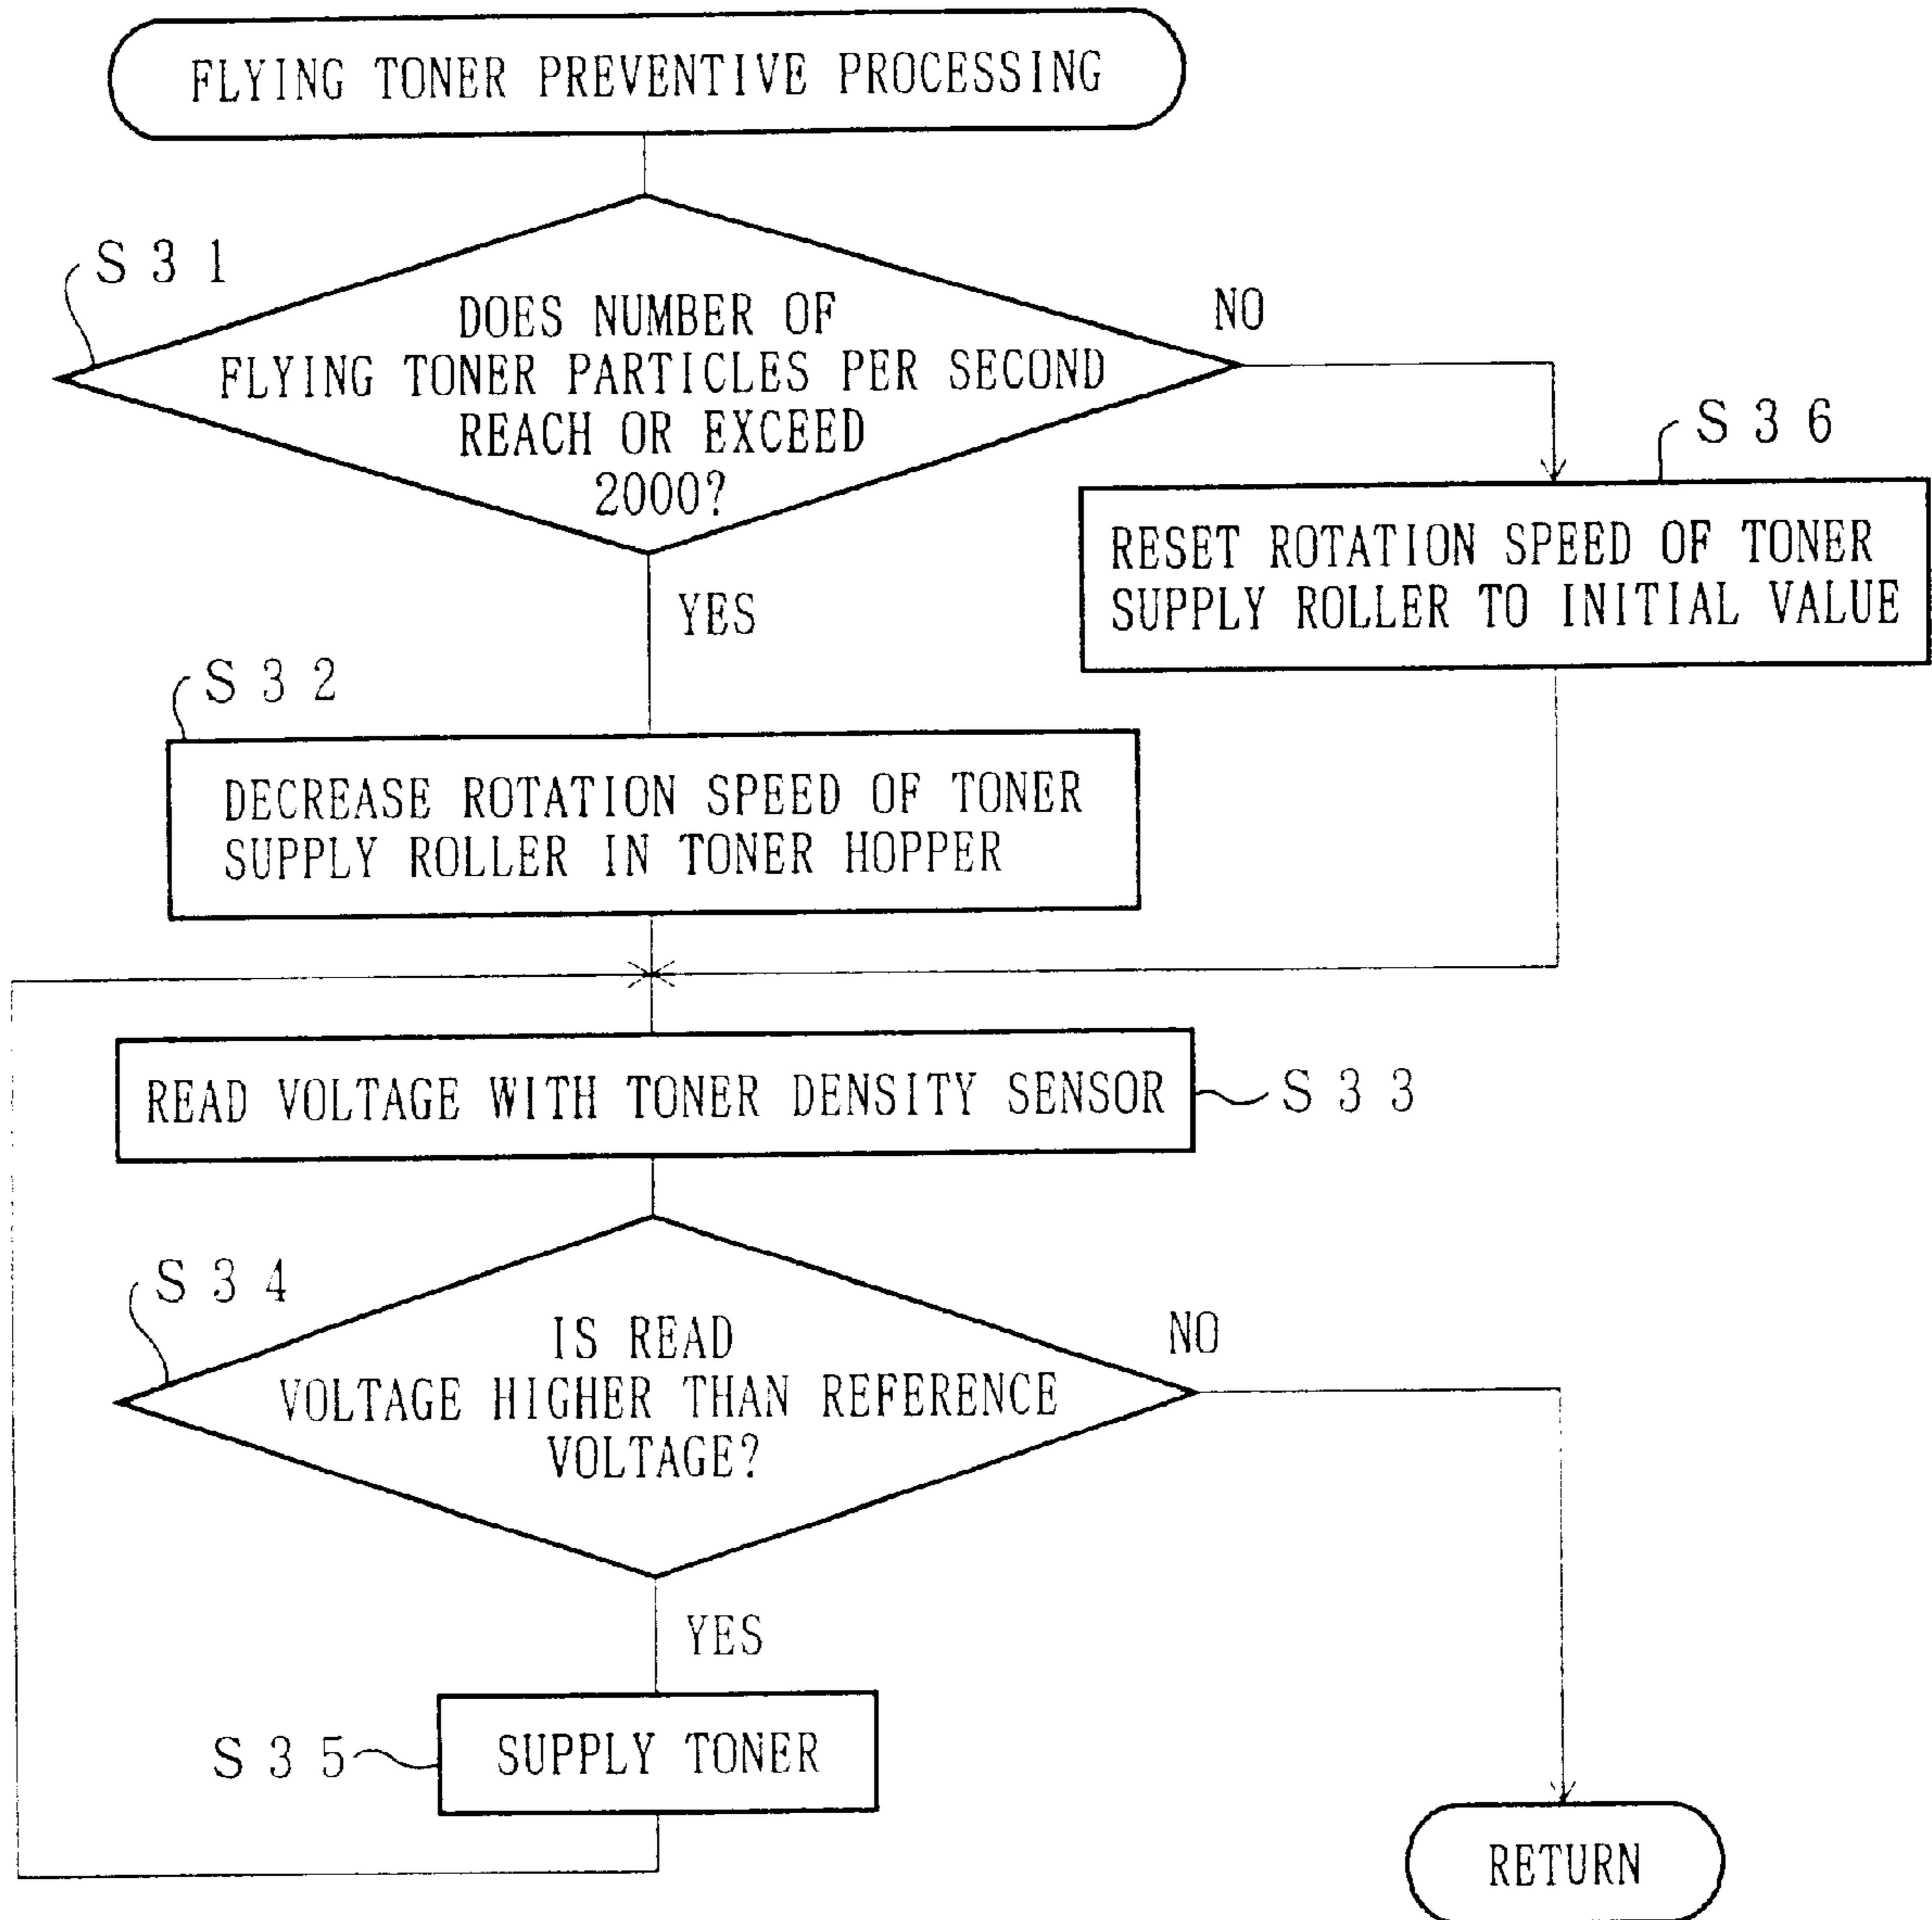 FLYING TONER PREVENTIVE PROCESSING
S31
DOES NUMBER OF
FLYING TONER PARTICLES PER SECOND
REACH OR EXCEED
2000?
NO
YES
S36
RESET ROTATION SPEED OF TONER
SUPPLY ROLLER TO INITIAL VALUE
S32
DECREASE ROTATION SPEED OF TONER
SUPPLY ROLLER IN TONER HOPPER
READ VOLTAGE WITH TONER DENSITY SENSOR
S33
S34
IS READ
VOLTAGE HIGHER THAN REFERENCE
VOLTAGE?
NO
YES
S35
SUPPLY TONER
RETURN